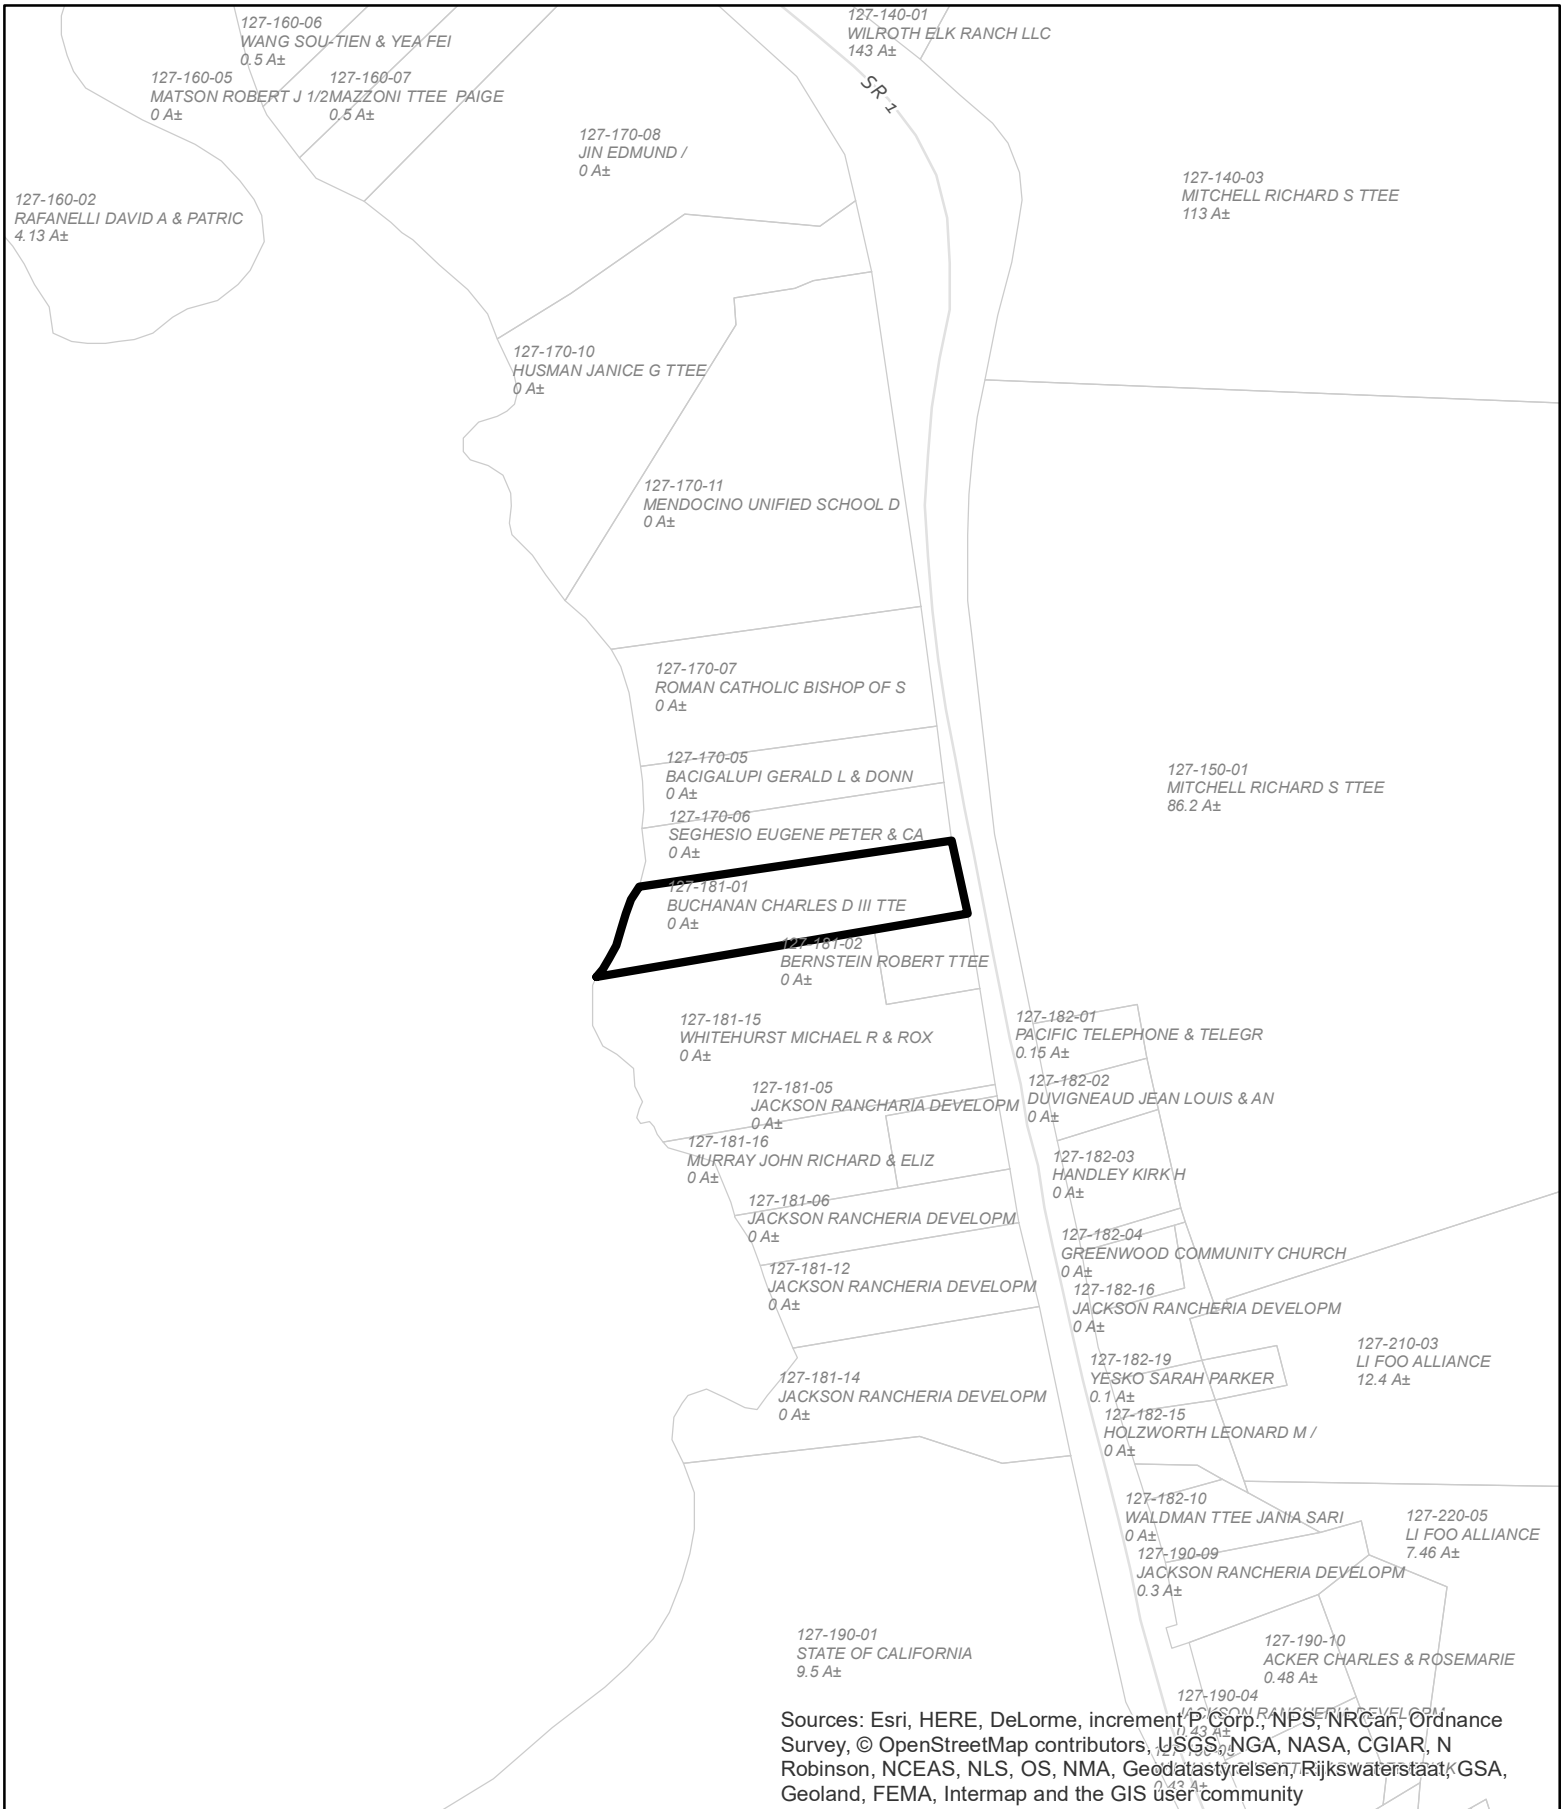 127-160-06
WANG SOU-TIEN & YEA FEI
0.5 A±
127-140-01
WILROTH ELK RANCH LLC
143 A±
127-160-05
MATSON ROBERT J 1/2
0 A±
127-160-07
MAZZONI TTEE PAIGE
0.5 A±
SR 1
127-170-08
JIN EDMUND /
0 A±
127-140-03
MITCHELL RICHARD S TTEE
113 A±
127-160-02
RAFANELLI DAVID A & PATRIC
4.13 A±
127-170-10
HUSMAN JANICE G TTEE
0 A±
127-170-11
MENDOCINO UNIFIED SCHOOL D
0 A±
127-170-07
ROMAN CATHOLIC BISHOP OF S
0 A±
127-170-05
BACIGALUPI GERALD L & DONN
0 A±
127-150-01
MITCHELL RICHARD S TTEE
86.2 A±
127-170-06
SEGHESIO EUGENE PETER & CA
0 A±
127-181-01
BUCHANAN CHARLES D III TTE
0 A±
127-181-02
BERNSTEIN ROBERT TTEE
0 A±
127-181-15
WHITEHURST MICHAEL R & ROX
0 A±
127-182-01
PACIFIC TELEPHONE & TELEGR
0.15 A±
127-181-05
JACKSON RANCHARIA DEVELOPM
0 A±
127-182-02
DUVIGNEAUD JEAN LOUIS & AN
0 A±
127-181-16
MURRAY JOHN RICHARD & ELIZ
0 A±
127-182-03
HANDLEY KIRK H
0 A±
127-181-06
JACKSON RANCHERIA DEVELOPM
0 A±
127-182-04
GREENWOOD COMMUNITY CHURCH
0 A±
127-181-12
JACKSON RANCHERIA DEVELOPM
0 A±
127-182-16
JACKSON RANCHERIA DEVELOPM
0 A±
127-210-03
LI FOO ALLIANCE
12.4 A±
127-182-19
YESKO SARAH PARKER
0.1 A±
127-181-14
JACKSON RANCHERIA DEVELOPM
0 A±
127-182-15
HOLZWORTH LEONARD M /
0 A±
127-182-10
WALDMAN TTEE JANIA SARI
0 A±
127-220-05
LI FOO ALLIANCE
7.46 A±
127-190-09
JACKSON RANCHERIA DEVELOPM
0.3 A±
127-190-01
STATE OF CALIFORNIA
9.5 A±
127-190-10
ACKER CHARLES & ROSEMARIE
0.48 A±
127-190-04
JACKSON RANCHERIA DEVELOPM
0.43 A±
0.43 A±
Sources: Esri, HERE, DeLorme, increment P Corp., NPS, NRCan, Ordnance
Survey, © OpenStreetMap contributors, USGS, NGA, NASA, CGIAR, N
Robinson, NCEAS, NLS, OS, NMA, Geodatastyrelsen, Rijkswaterstaat, GSA,
Geoland, FEMA, Intermap and the GIS user community